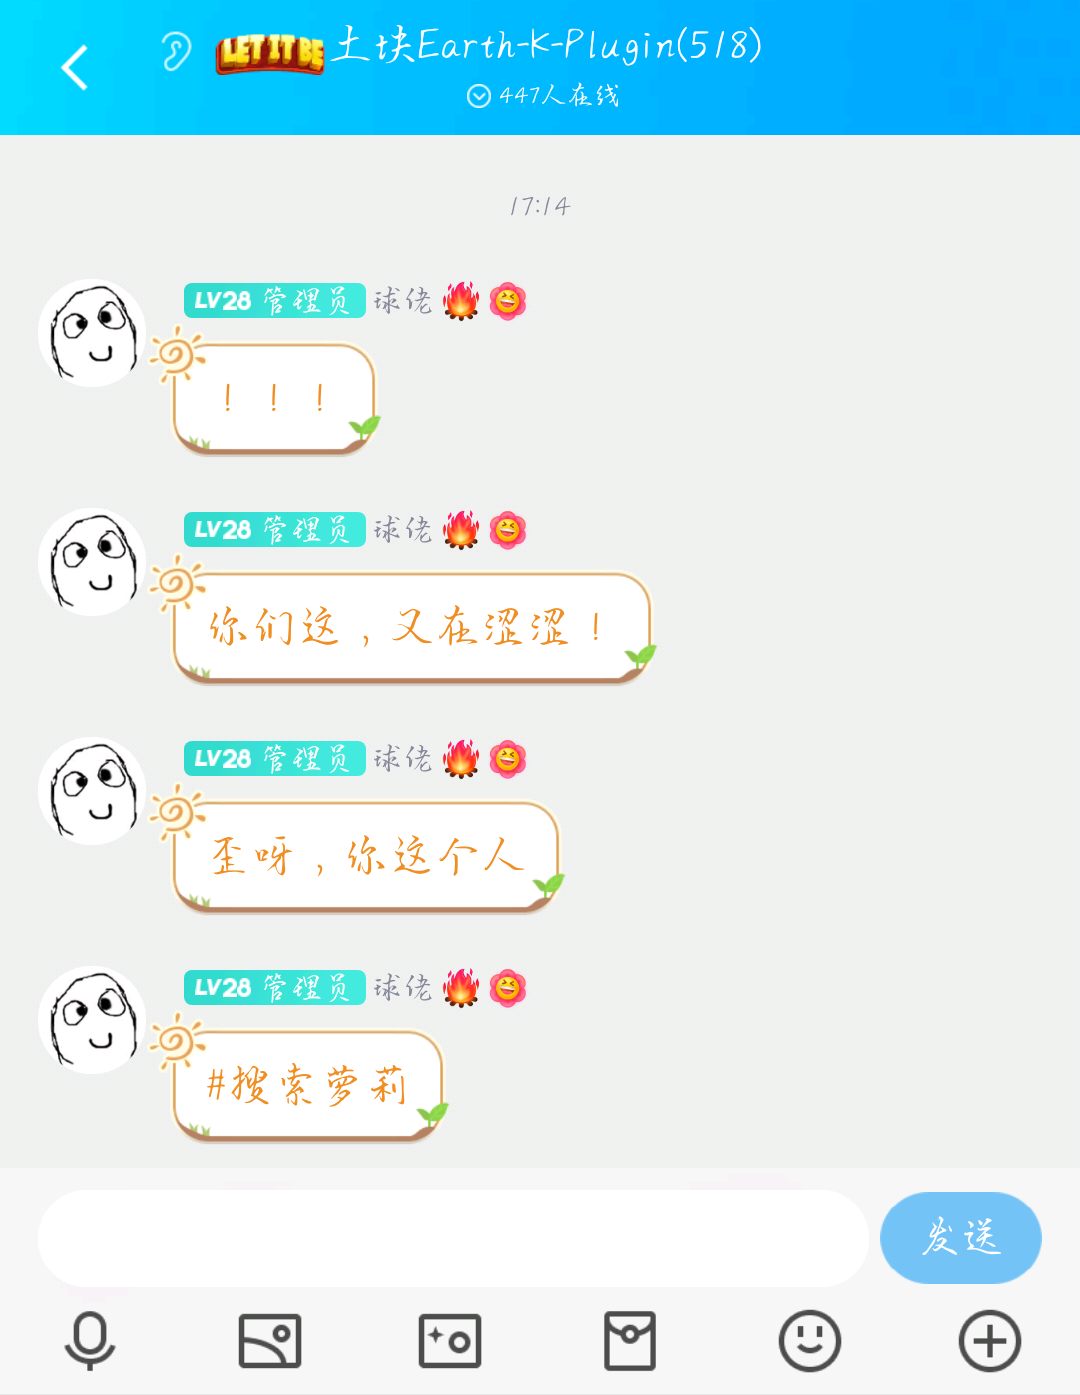 LET IT BE 土块Earth-K-Plugin(518)
447人在线
17:14
LV28 管理员 球佬
！！！
LV28 管理员 球佬
你们这，又在涩涩！
LV28 管理员 球佬
歪呀，你这个人
LV28 管理员 球佬
#搜索萝莉
发送